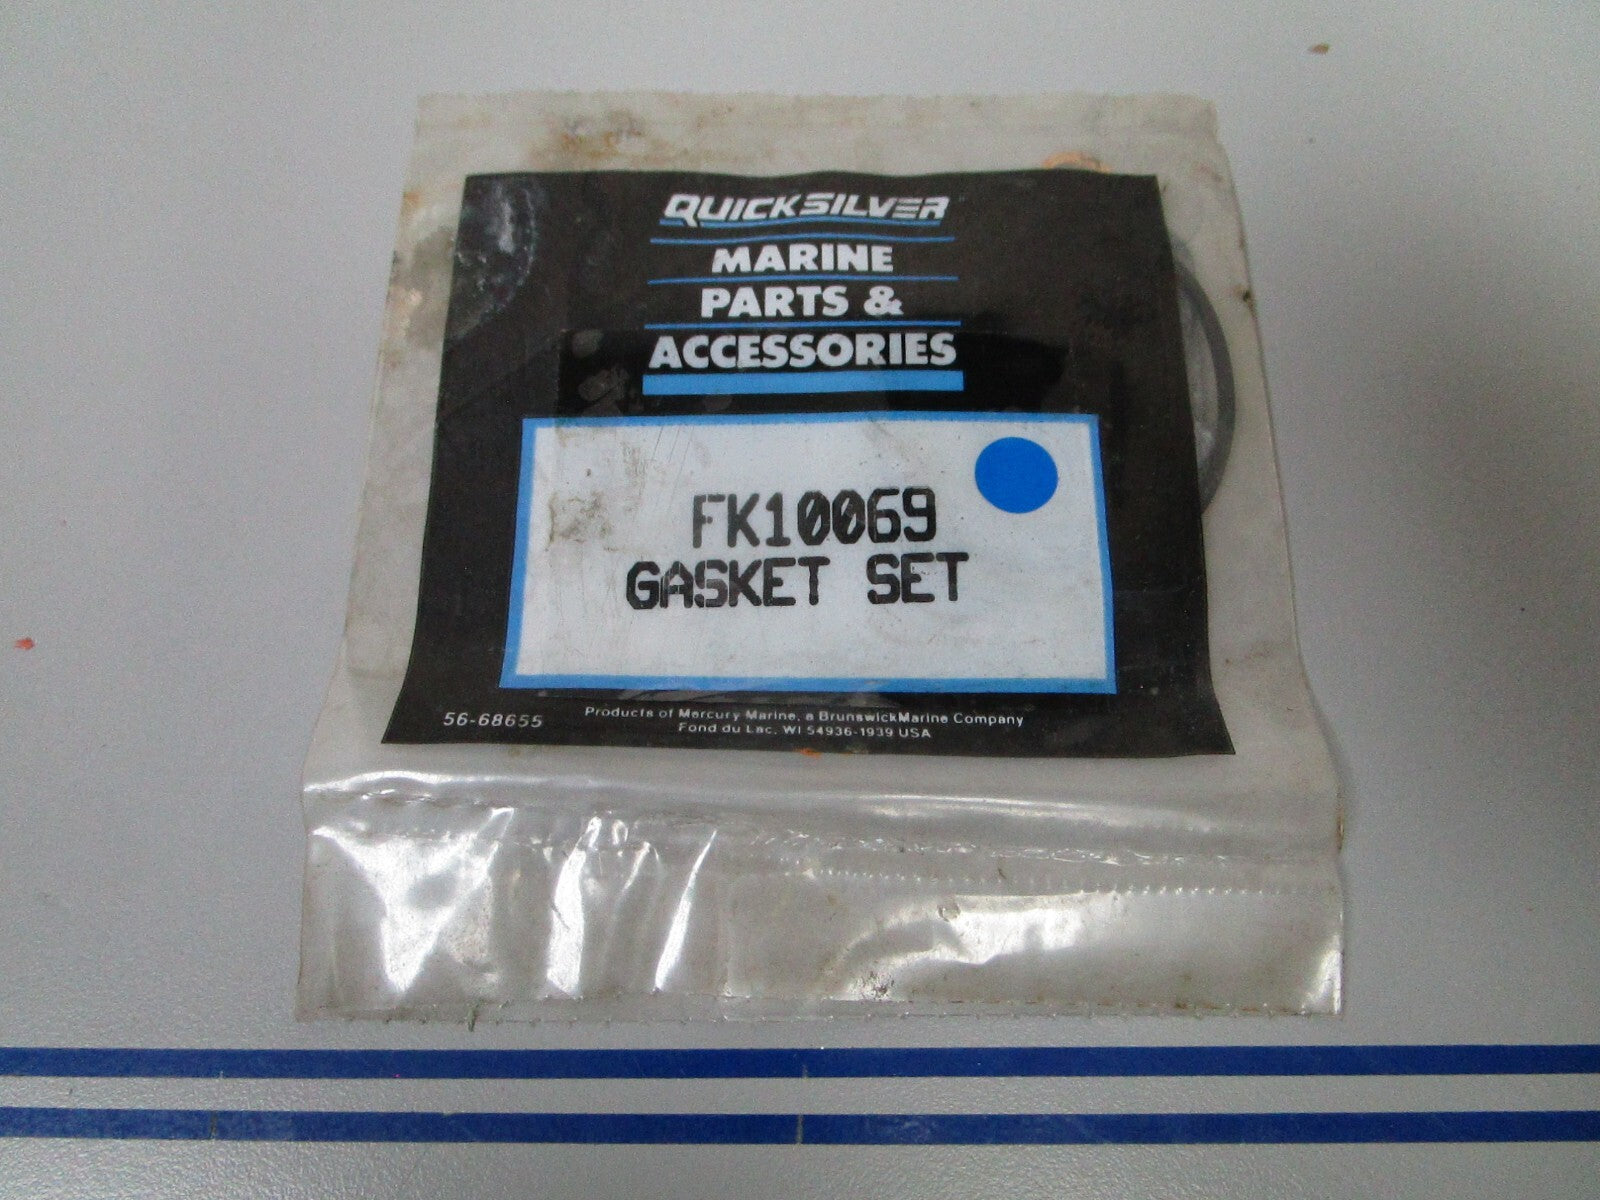 QUICKSILVER
MARINE
PARTS &
ACCESSORIES
FK10069
GASKET SET
56-68655
Products of Mercury Marine, a Brunswick Marine Company
Fond du Lac, WI 54936-1939 USA